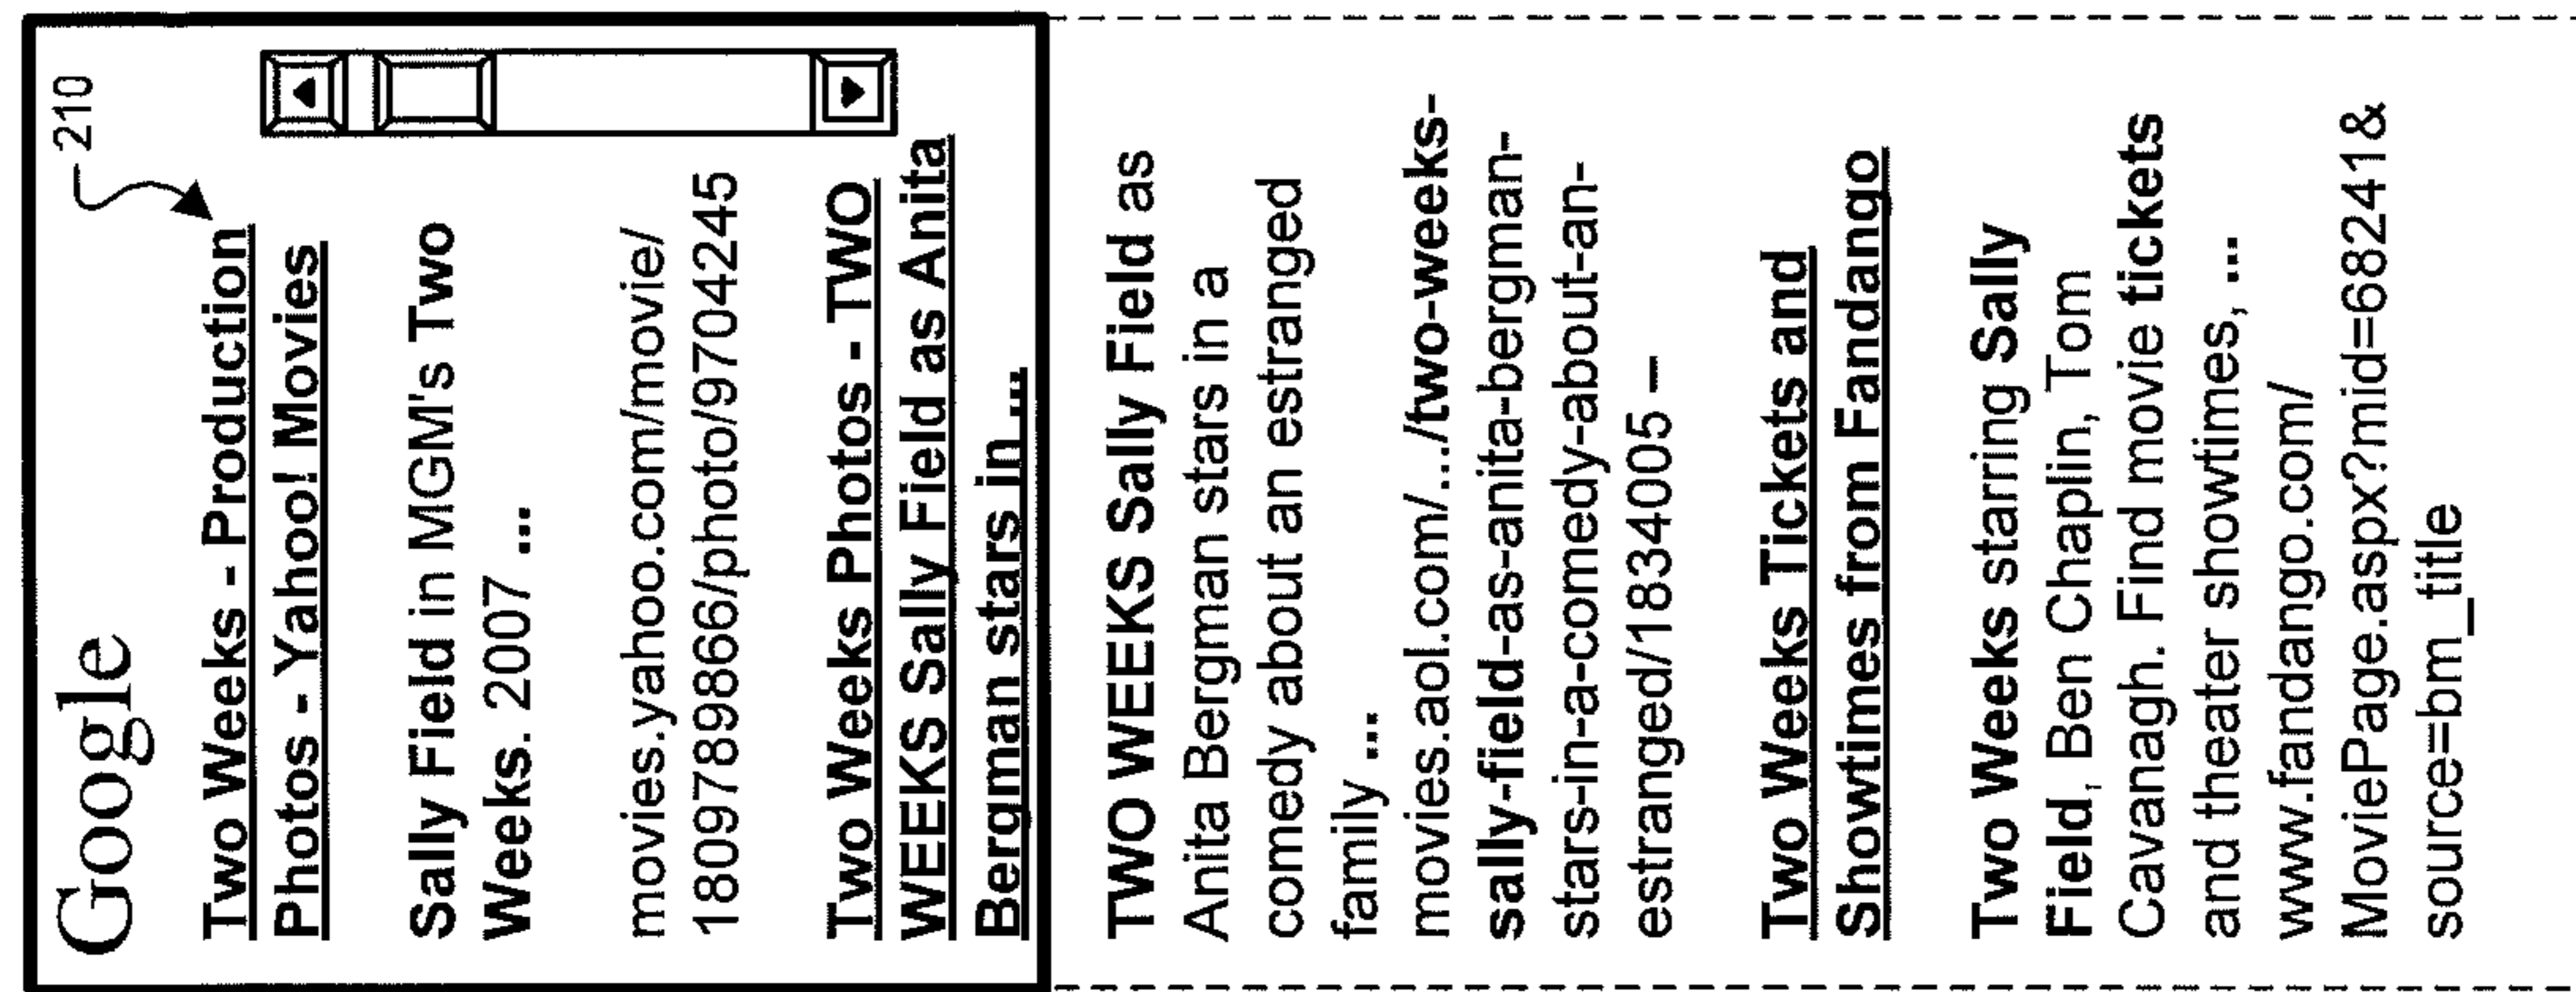 Google
210
Two Weeks - Production
Photos - Yahoo! Movies
Sally Field in MGM's Two
Weeks. 2007 ...
movies.yahoo.com/movie/
1809789866/photo/9704245
Two Weeks Photos - TWO
WEEKS Sally Field as Anita
Bergman stars in ...
TWO WEEKS Sally Field as
Anita Bergman stars in a
comedy about an estranged
family ...
movies.aol.com/.../two-weeks-
sally-field-as-anita-bergman-
stars-in-a-comedy-about-an-
estranged/1834005 –
Two Weeks Tickets and
Showtimes from Fandango
Two Weeks starring Sally
Field, Ben Chaplin, Tom
Cavanagh. Find movie tickets
and theater showtimes, ...
www.fandango.com/
MoviePage.aspx?mid=68241&
source=bm_title